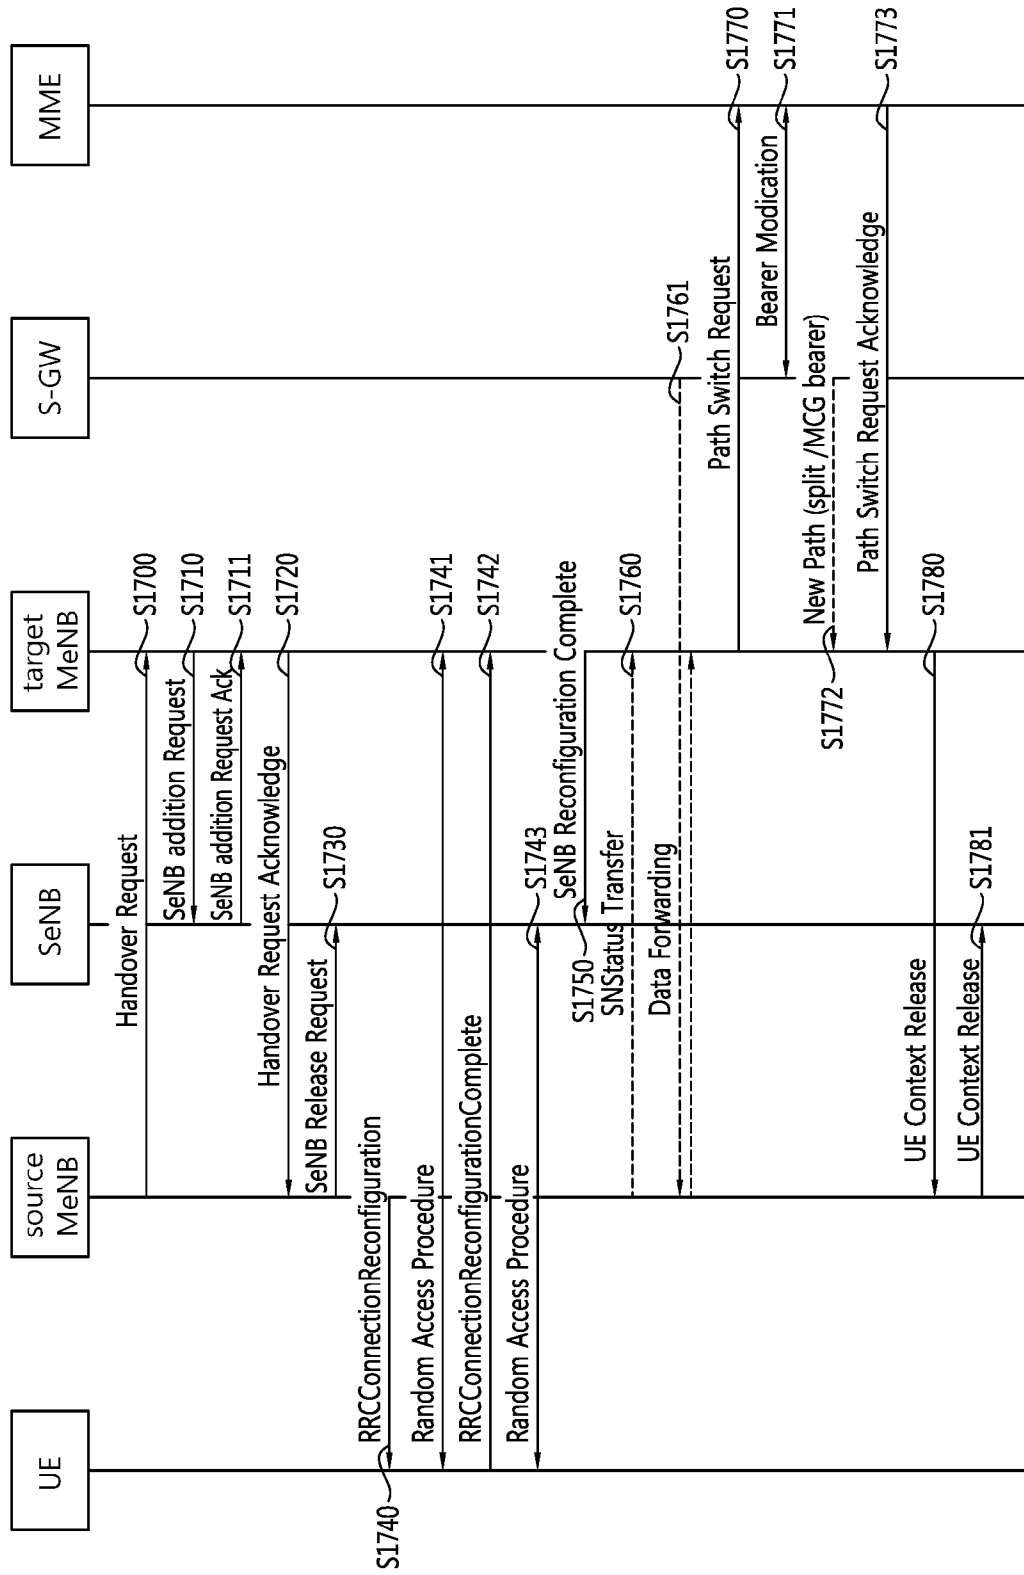 UE
source
MeNB
SeNB
target
MeNB
S-GW
MME
Handover Request
S1700
SeNB addition Request
S1710
SeNB addition Request Ack
S1711
Handover Request Acknowledge
S1720
SeNB Release Request
S1730
S1740
RRCConnectionReconfiguration
Random Access Procedure
S1741
RRCConnectionReconfigurationComplete
S1742
Random Access Procedure
S1743
SeNB Reconfiguration Complete
S1750
SNStatus Transfer
S1760
Data Forwarding
S1761
Path Switch Request
S1770
Bearer Modication
S1771
New Path (split /MCG bearer)
S1772
Path Switch Request Acknowledge
S1773
UE Context Release
S1780
UE Context Release
S1781